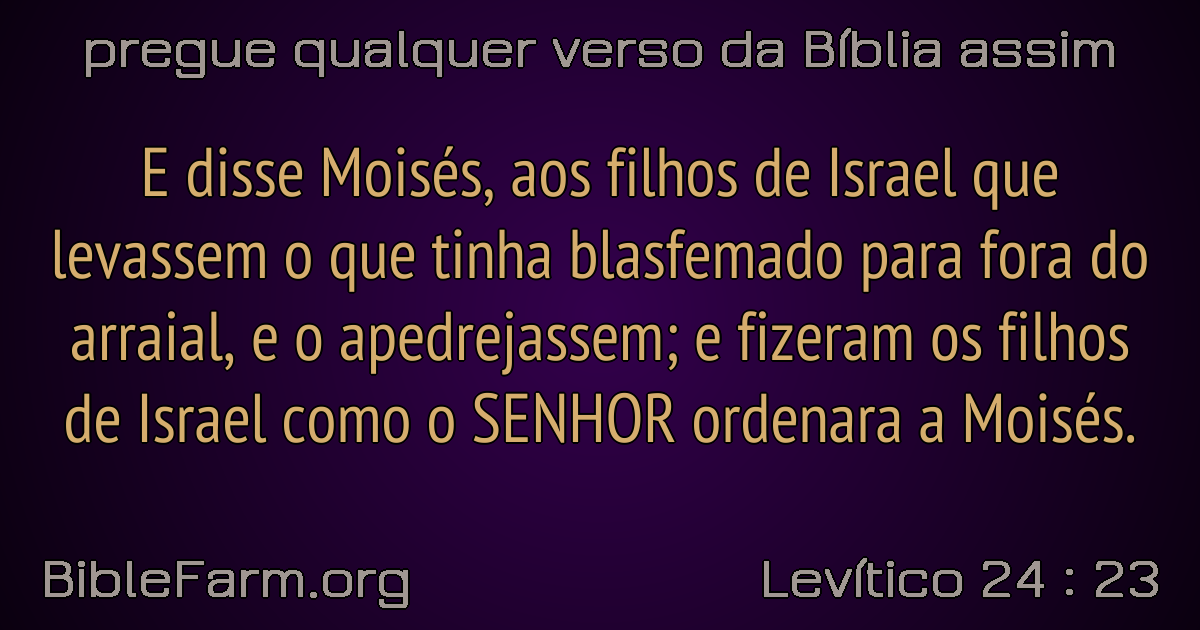 pregue qualquer verso da Bíblia assim
E disse Moisés, aos filhos de Israel que
levassem o que tinha blasfemado para fora do
arraial, e o apedrejassem; e fizeram os filhos
de Israel como o SENHOR ordenara a Moisés.
BibleFarm.org
Levítico 24 : 23